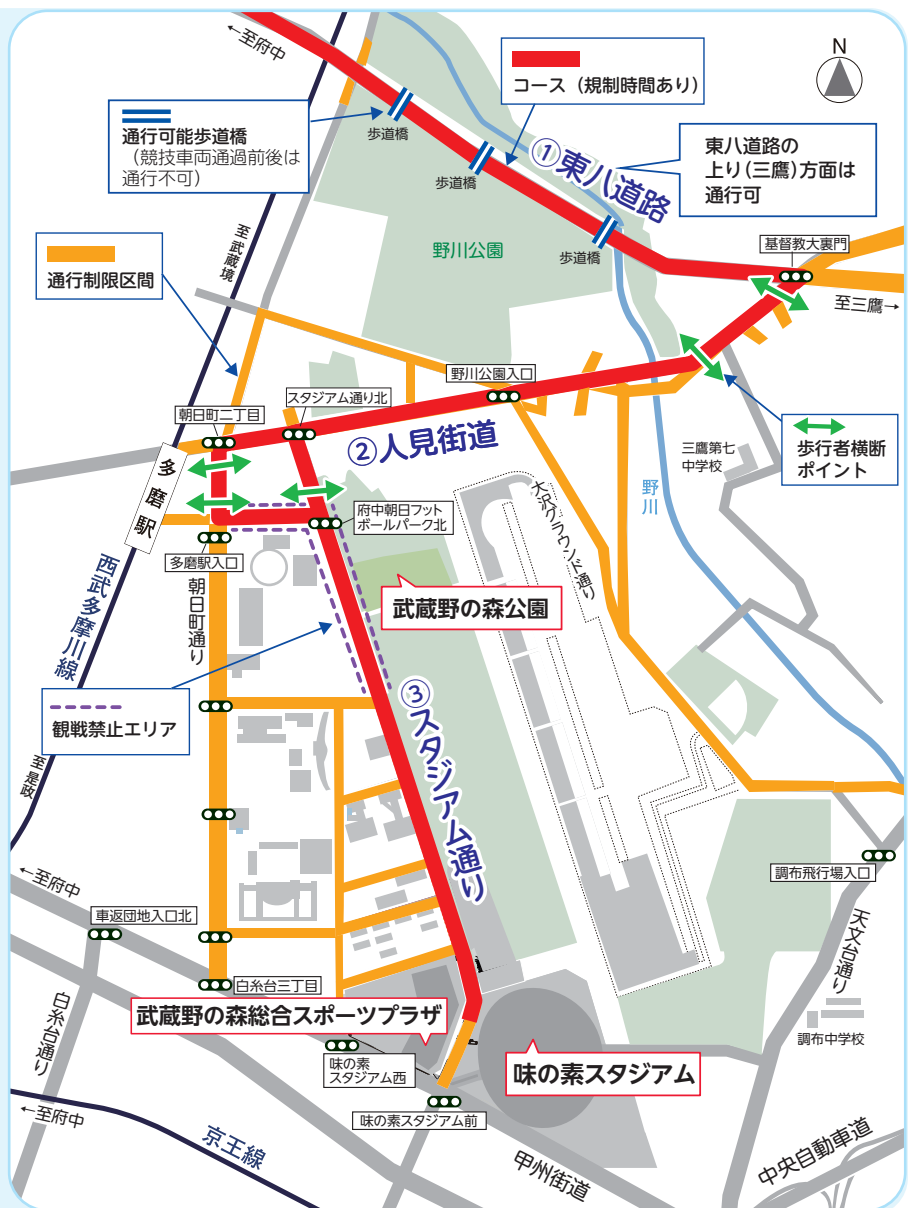 ←至府中
N
コース（規制時間あり）
通行可能歩道橋
（競技車両通過前後は
通行不可）
歩道橋
歩道橋
歩道橋
①東八道路
東八道路の
上り（三鷹）方面は
通行可
至武蔵境
野川公園
基督教大裏門
至三鷹→
通行制限区間
野川公園入口
スタジアム通り北
朝日町二丁目
②人見街道
歩行者横断
ポイント
三鷹第七
中学校
野川
多磨駅
大沢グラウンド通り
府中朝日フット
ボールパーク北
多磨駅入口
西武多摩川線
朝日町通り
武蔵野の森公園
観戦禁止エリア
③スタジアム通り
至是政
調布飛行場入口
←至府中
車返団地入口北
天文台通り
白糸台三丁目
白糸台通り
武蔵野の森総合スポーツプラザ
調布中学校
味の素
スタジアム西
味の素スタジアム
味の素スタジアム前
←至府中
京王線
甲州街道
中央自動車道